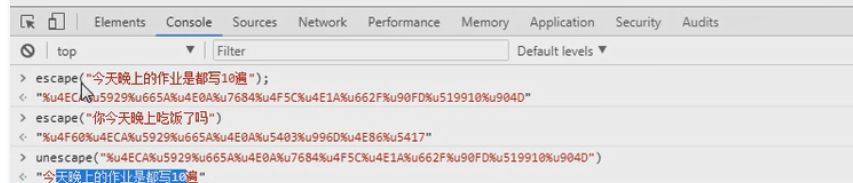 Elements Console Sources Network Performance Memory Application Security Audits
top Filter Default levels
> escape("今天晚上的作业是都写10遍");
"%u4ECA%u5929%u665A%u4E0A%u7684%u4F5C%u4E1A%u662F%u90FD%u519910%u904D"
> escape("你今天晚上吃饭了吗")
"%u4F60%u4ECA%u5929%u665A%u4E0A%u5403%u996D%u4E86%u5417"
> unescape("%u4ECA%u5929%u665A%u4E0A%u7684%u4F5C%u4E1A%u662F%u90FD%u519910%u904D")
"今天晚上的作业是都写10遍"